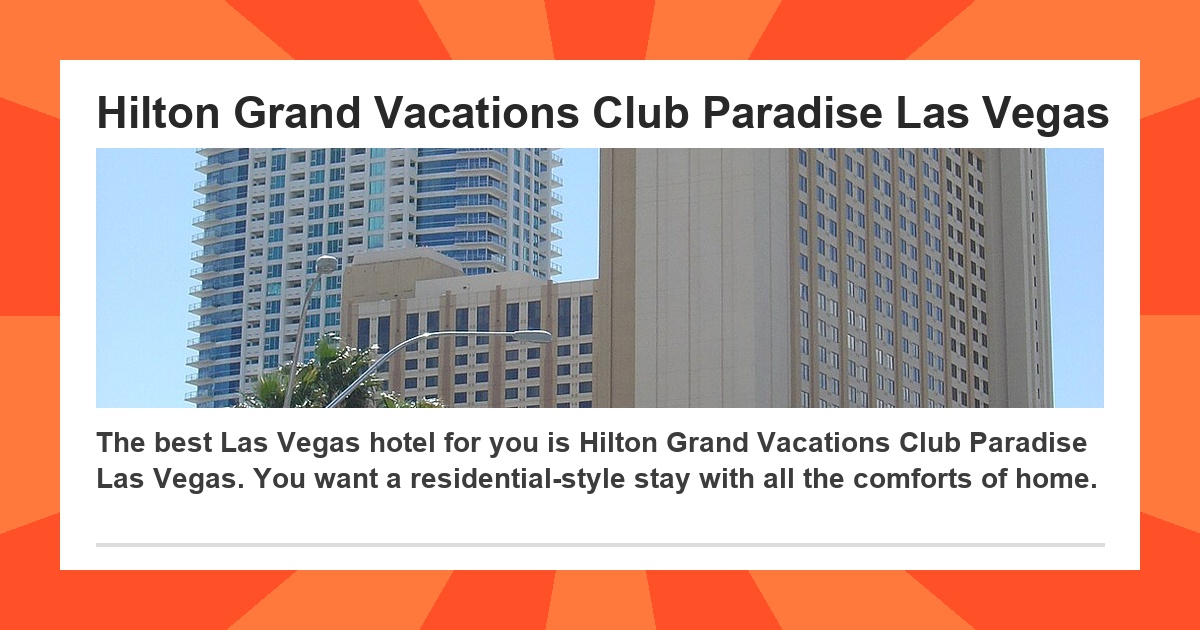 Hilton Grand Vacations Club Paradise Las Vegas
The best Las Vegas hotel for you is Hilton Grand Vacations Club Paradise
Las Vegas. You want a residential-style stay with all the comforts of home.